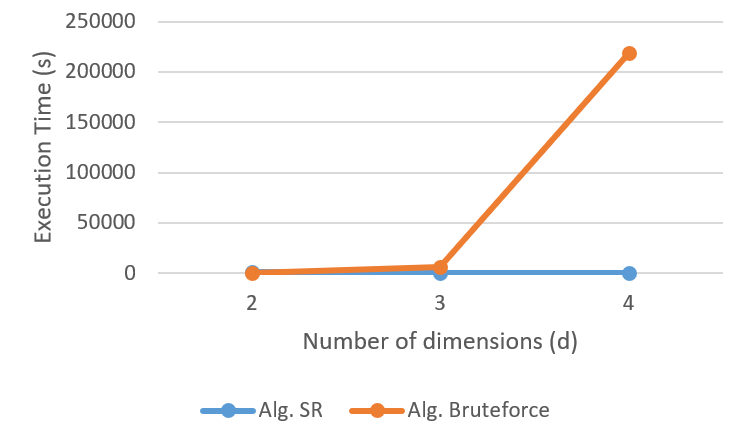 250000
200000
150000
100000
50000
0
Execution Time (s)
2 3 4
Number of dimensions (d)
Alg. SR Alg. Bruteforce